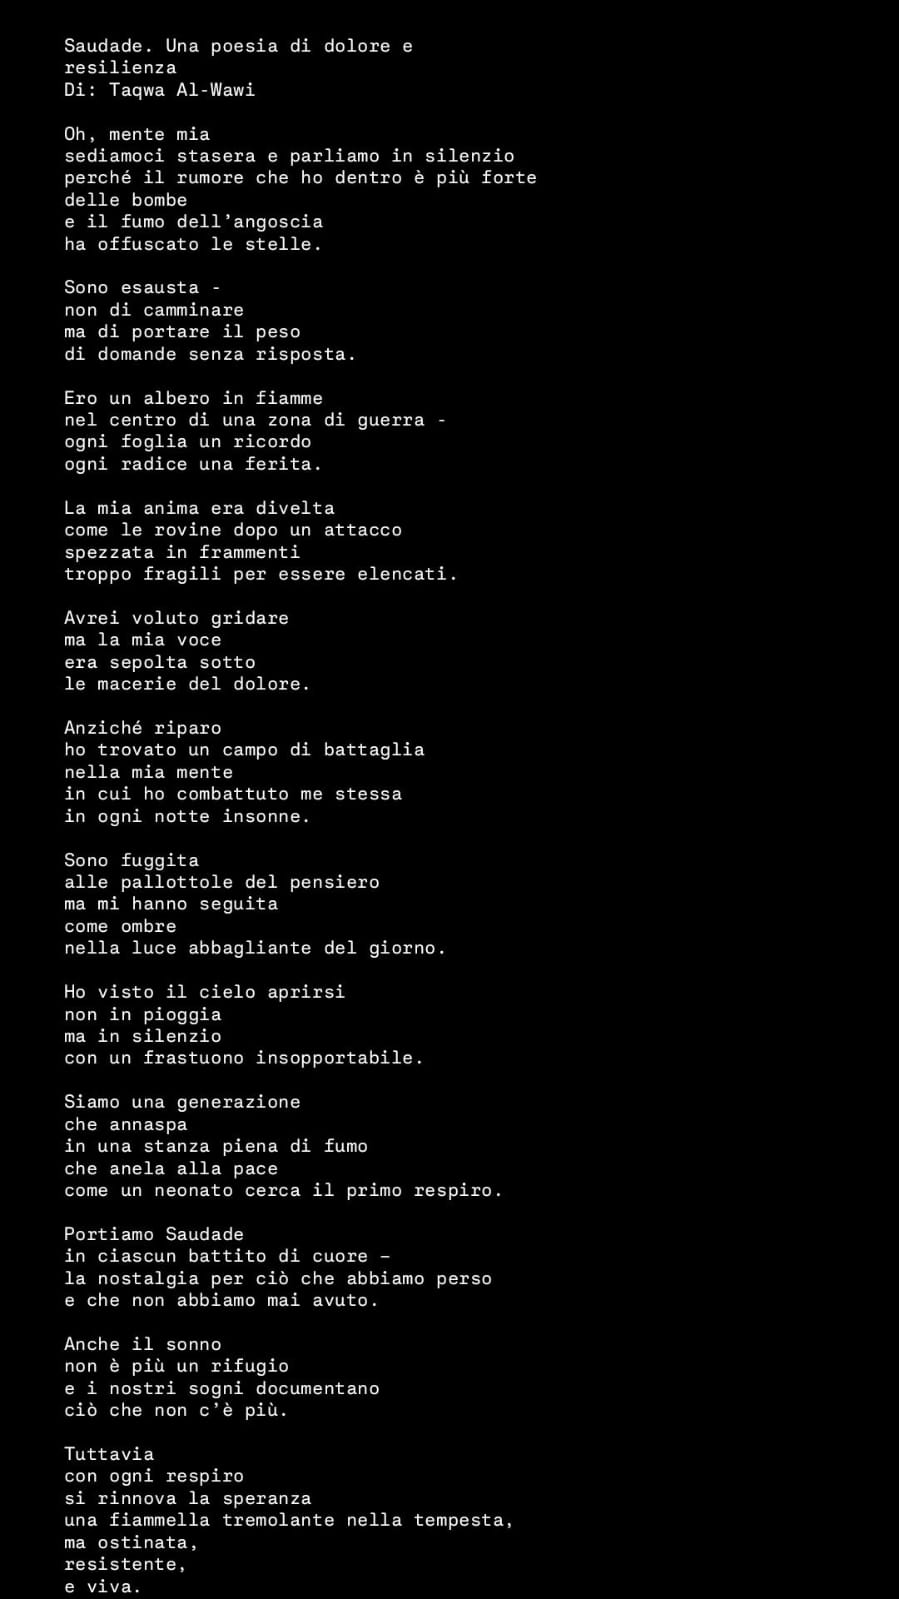 Saudade. Una poesia di dolore e
resilienza
Di: Taqwa Al-Wawi
Oh, mente mia
sediamoci stasera e parliamo in silenzio
perché il rumore che ho dentro è più forte
delle bombe
e il fumo dell’angoscia
ha offuscato le stelle.
Sono esausta -
non di camminare
ma di portare il peso
di domande senza risposta.
Ero un albero in fiamme
nel centro di una zona di guerra -
ogni foglia un ricordo
ogni radice una ferita.
La mia anima era divelta
come le rovine dopo un attacco
spezzata in frammenti
troppo fragili per essere elencati.
Avrei voluto gridare
ma la mia voce
era sepolta sotto
le macerie del dolore.
Anziché riparo
ho trovato un campo di battaglia
nella mia mente
in cui ho combattuto me stessa
in ogni notte insonne.
Sono fuggita
alle pallottole del pensiero
ma mi hanno seguita
come ombre
nella luce abbagliante del giorno.
Ho visto il cielo aprirsi
non in pioggia
ma in silenzio
con un frastuono insopportabile.
Siamo una generazione
che annaspa
in una stanza piena di fumo
che anela alla pace
come un neonato cerca il primo respiro.
Portiamo Saudade
in ciascun battito di cuore –
la nostalgia per ciò che abbiamo perso
e che non abbiamo mai avuto.
Anche il sonno
non è più un rifugio
e i nostri sogni documentano
ciò che non c’è più.
Tuttavia
con ogni respiro
si rinnova la speranza
una fiammella tremolante nella tempesta,
ma ostinata,
resistente,
e viva.